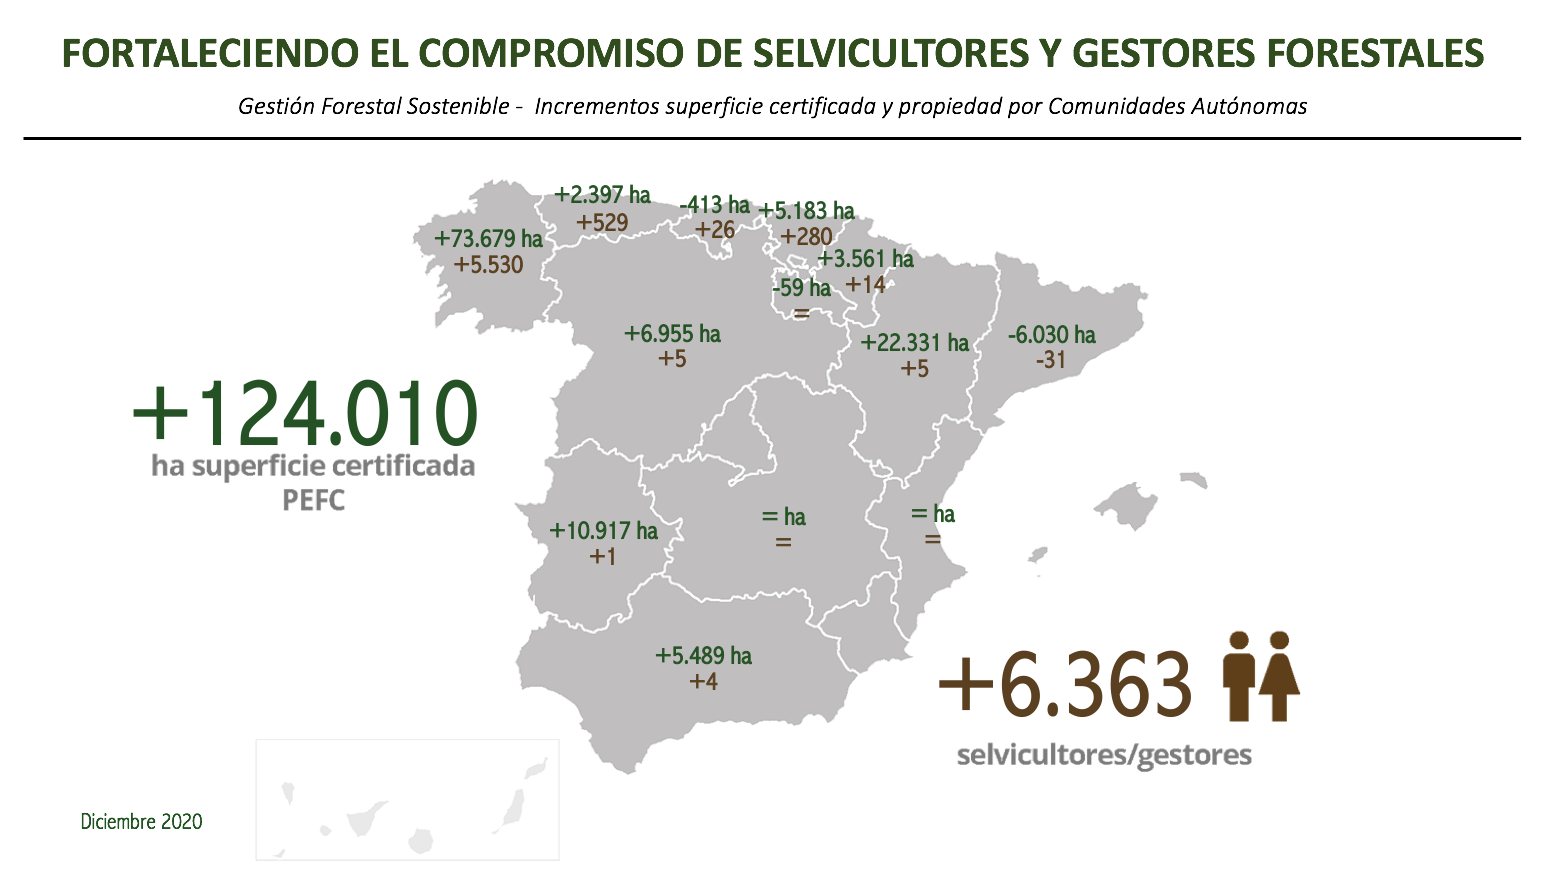 FORTALECIENDO EL COMPROMISO DE SELVICULTORES Y GESTORES FORESTALES
Gestión Forestal Sostenible - Incrementos superficie certificada y propiedad por Comunidades Autónomas
+73.679 ha
+5.530
+2.397 ha
+529
-413 ha
+26
+5.183 ha
+280
+3.561 ha
+14
-59 ha
=
+6.955 ha
+5
+22.331 ha
+5
-6.030 ha
-31
+124.010
ha superficie certificada
PEFC
+10.917 ha
+1
= ha
=
= ha
=
+5.489 ha
+4
+6.363
selvicultores/gestores
Diciembre 2020